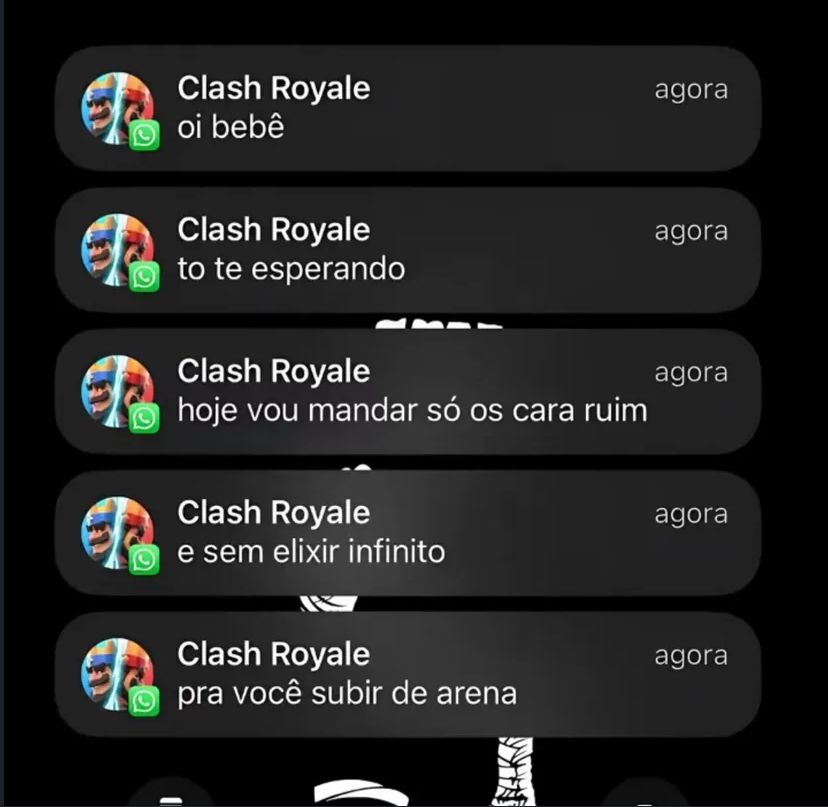 Clash Royale
agora
oi bebê
Clash Royale
agora
to te esperando
Clash Royale
agora
hoje vou mandar só os cara ruim
Clash Royale
agora
e sem elixir infinito
Clash Royale
agora
pra você subir de arena